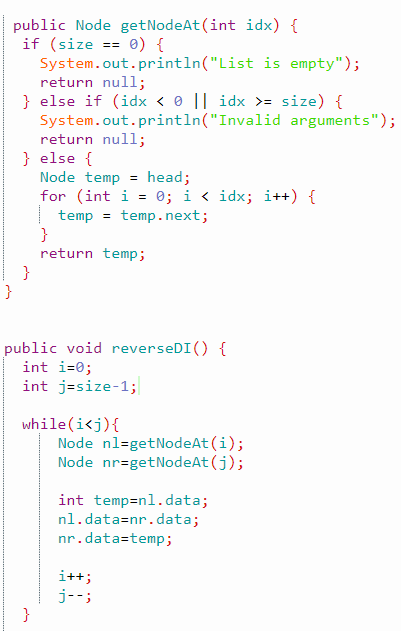 public Node getNodeAt(int idx) {
if (size == 0) {
System.out.println("List is empty");
return null;
} else if (idx < 0 || idx >= size) {
System.out.println("Invalid arguments");
return null;
} else {
Node temp = head;
for (int i = 0; i < idx; i++) {
temp = temp.next;
}
return temp;
}
}
public void reverseDI() {
int i=0;
int j=size-1;
while(i<j){
Node nl=getNodeAt(i);
Node nr=getNodeAt(j);
int temp=nl.data;
nl.data=nr.data;
nr.data=temp;
i++;
j--;
}